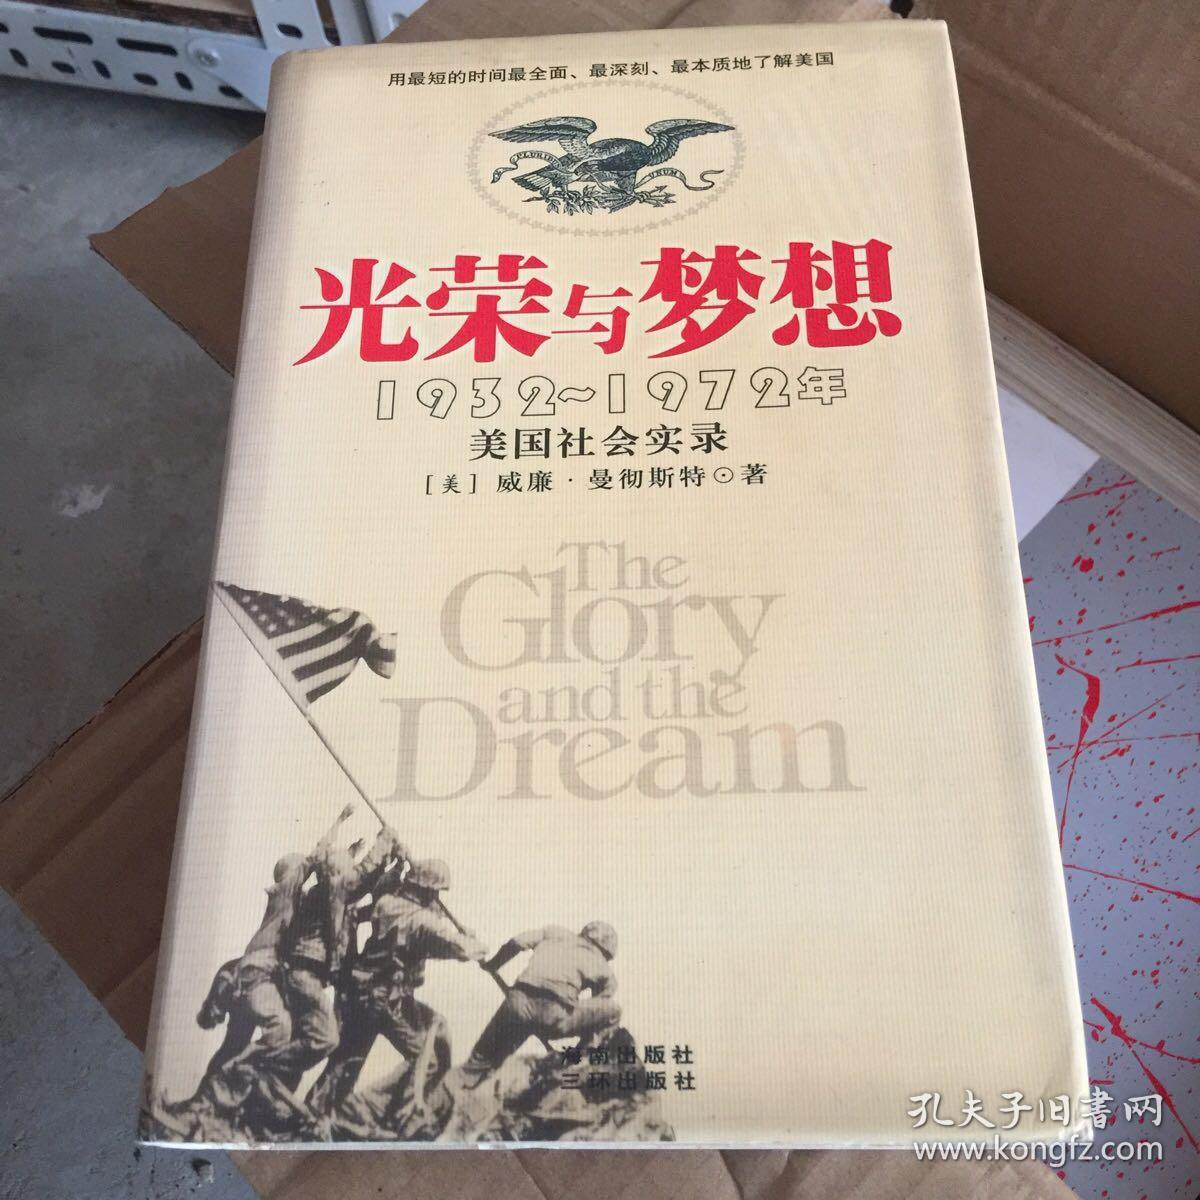 用最短的时间最全面、最深刻、最本质地了解美国
PLURIBUS
UNUM
光荣与梦想
1932~1972年
美国社会实录
[美] 威廉·曼彻斯特⊙著
The
Glory
and the
Dream
海南出版社
三环出版社
孔夫子旧書网
www.kongfz.com